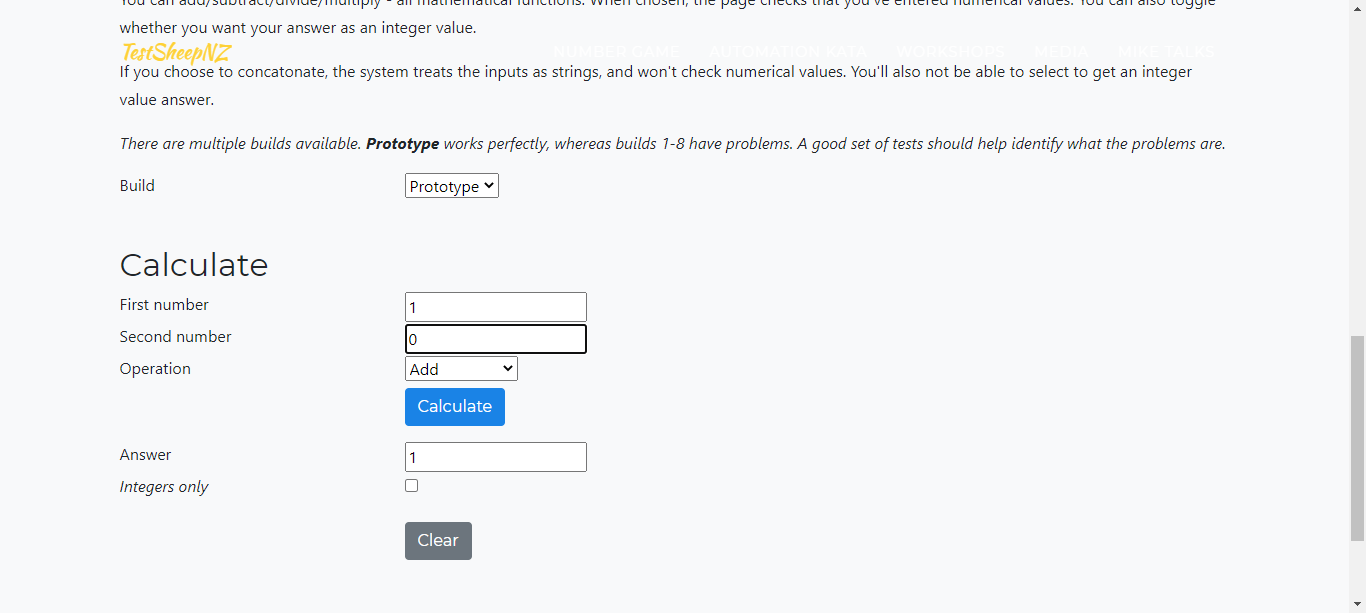 You can add/subtract/divide/multiply - all mathematical functions. When chosen, the page checks that you've entered numerical values. You can also toggle
whether you want your answer as an integer value.
TestSheepNZ NUMBER GAME AUTOMATION KATA WORKSHOPS MEDIA MIKE TALKS
If you choose to concatonate, the system treats the inputs as strings, and won't check numerical values. You'll also not be able to select to get an integer
value answer.
There are multiple builds available. Prototype works perfectly, whereas builds 1-8 have problems. A good set of tests should help identify what the problems are.
Build Prototype
Calculate
First number 1
Second number 0
Operation Add
Calculate
Answer 1
Integers only
Clear